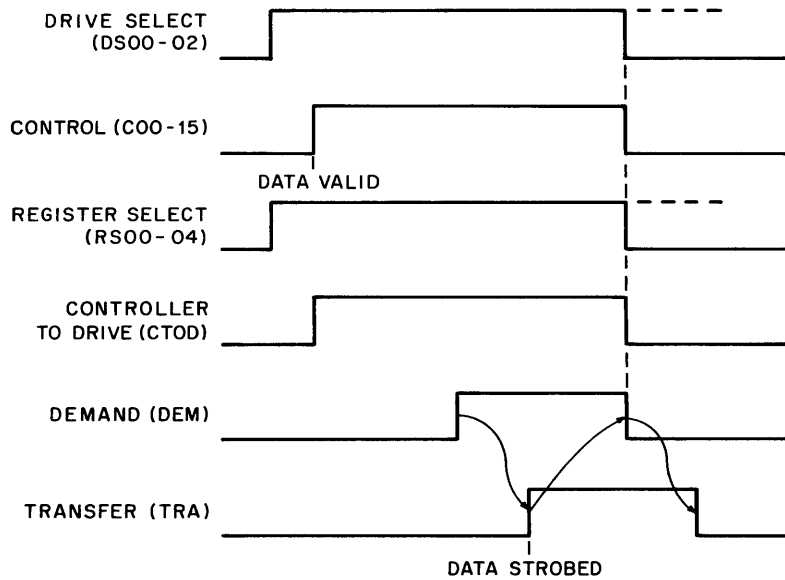 DRIVE SELECT
(DS00-02)
CONTROL (C00-15)
DATA VALID
REGISTER SELECT
(RS00-04)
CONTROLLER
TO DRIVE (CTOD)
DEMAND (DEM)
TRANSFER (TRA)
DATA STROBED